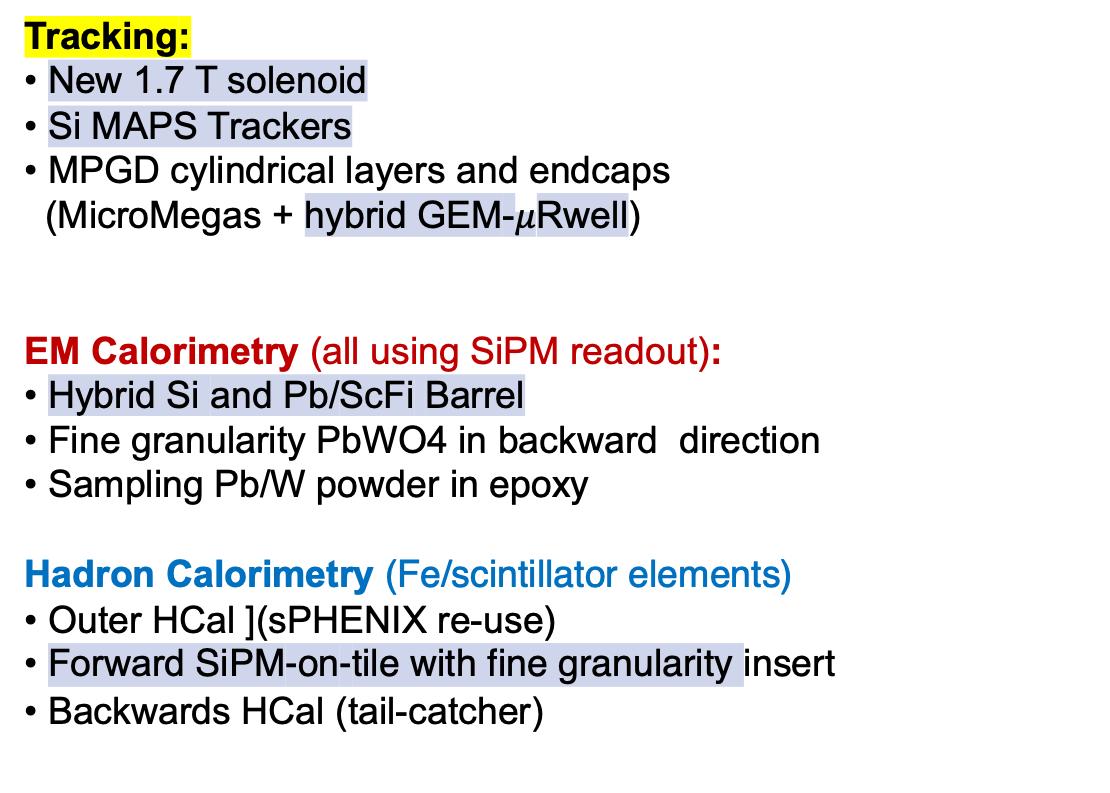 Tracking:
• New 1.7 T solenoid
• Si MAPS Trackers
• MPGD cylindrical layers and endcaps
(MicroMegas + hybrid GEM-𝜇Rwell)
EM Calorimetry (all using SiPM readout):
• Hybrid Si and Pb/ScFi Barrel
• Fine granularity PbWO4 in backward  direction
• Sampling Pb/W powder in epoxy
Hadron Calorimetry (Fe/scintillator elements)
• Outer HCal ](sPHENIX re-use)
• Forward SiPM-on-tile with fine granularity insert
• Backwards HCal (tail-catcher)